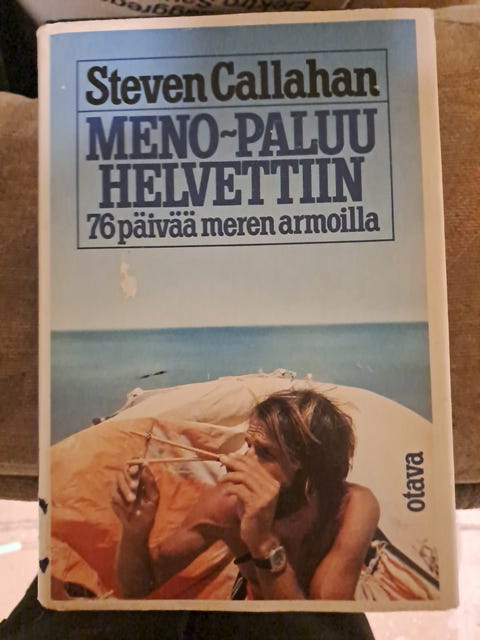 Steven Callahan
MENO~PALUU
HELVETTIIN
76 päivää meren armoilla
otava